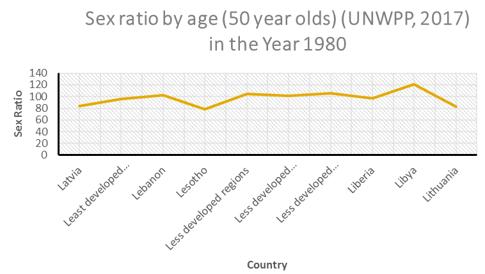 Sex ratio by age (50 year olds) (UNWPP, 2017)
in the Year 1980
140
120
100
80
60
40
20
0
Sex Ratio
Latvia
Least developed...
Lebanon
Lesotho
Less developed regions
Less developed...
Less developed...
Liberia
Libya
Lithuania
Country